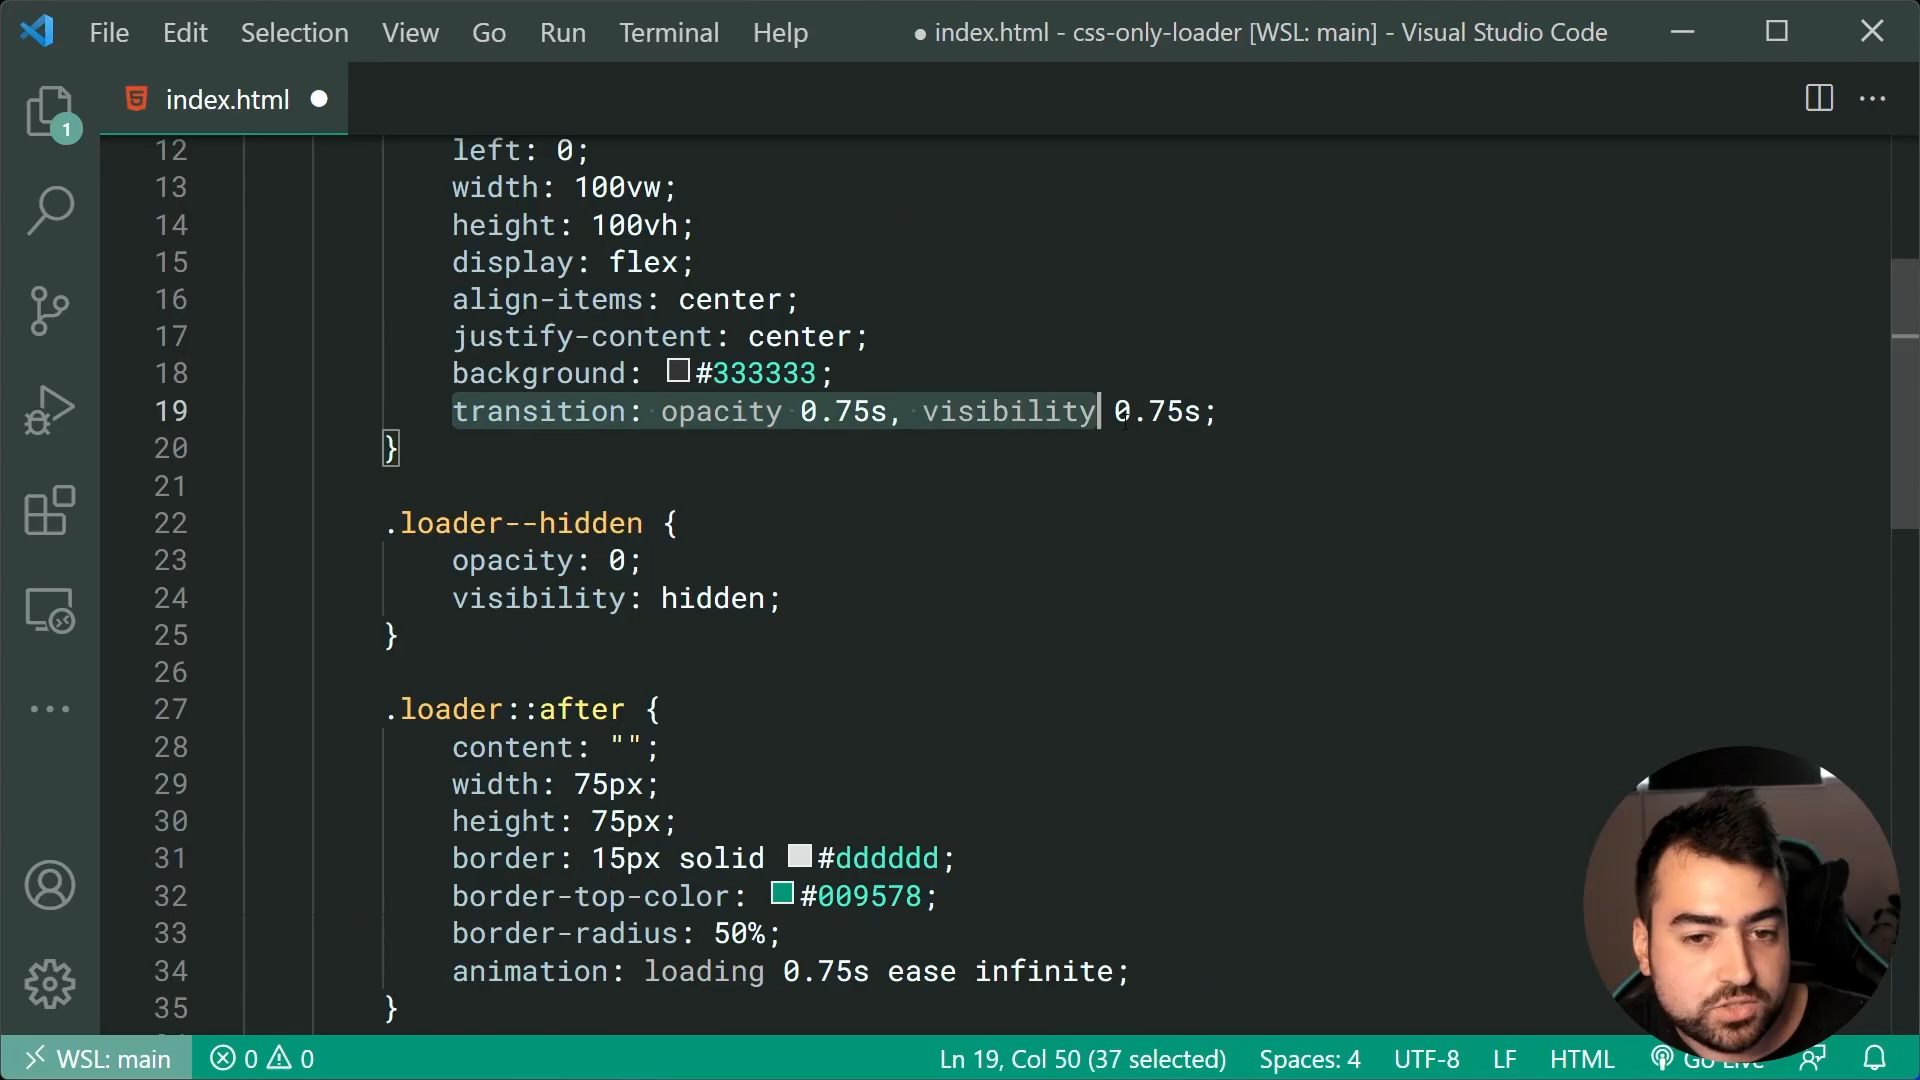 File Edit Selection View Go Run Terminal Help ● index.html - css-only-loader [WSL: main] - Visual Studio Code
index.html
1
12 left: 0;
13 width: 100vw;
14 height: 100vh;
15 display: flex;
16 align-items: center;
17 justify-content: center;
18 background: #333333;
19 transition: opacity 0.75s, visibility 0.75s;
20 }
21
22 .loader--hidden {
23 opacity: 0;
24 visibility: hidden;
25 }
26
27 .loader::after {
28 content: "";
29 width: 75px;
30 height: 75px;
31 border: 15px solid #dddddd;
32 border-top-color: #009578;
33 border-radius: 50%;
34 animation: loading 0.75s ease infinite;
35 }
WSL: main 0 0 Ln 19, Col 50 (37 selected) Spaces: 4 UTF-8 LF HTML Go Live